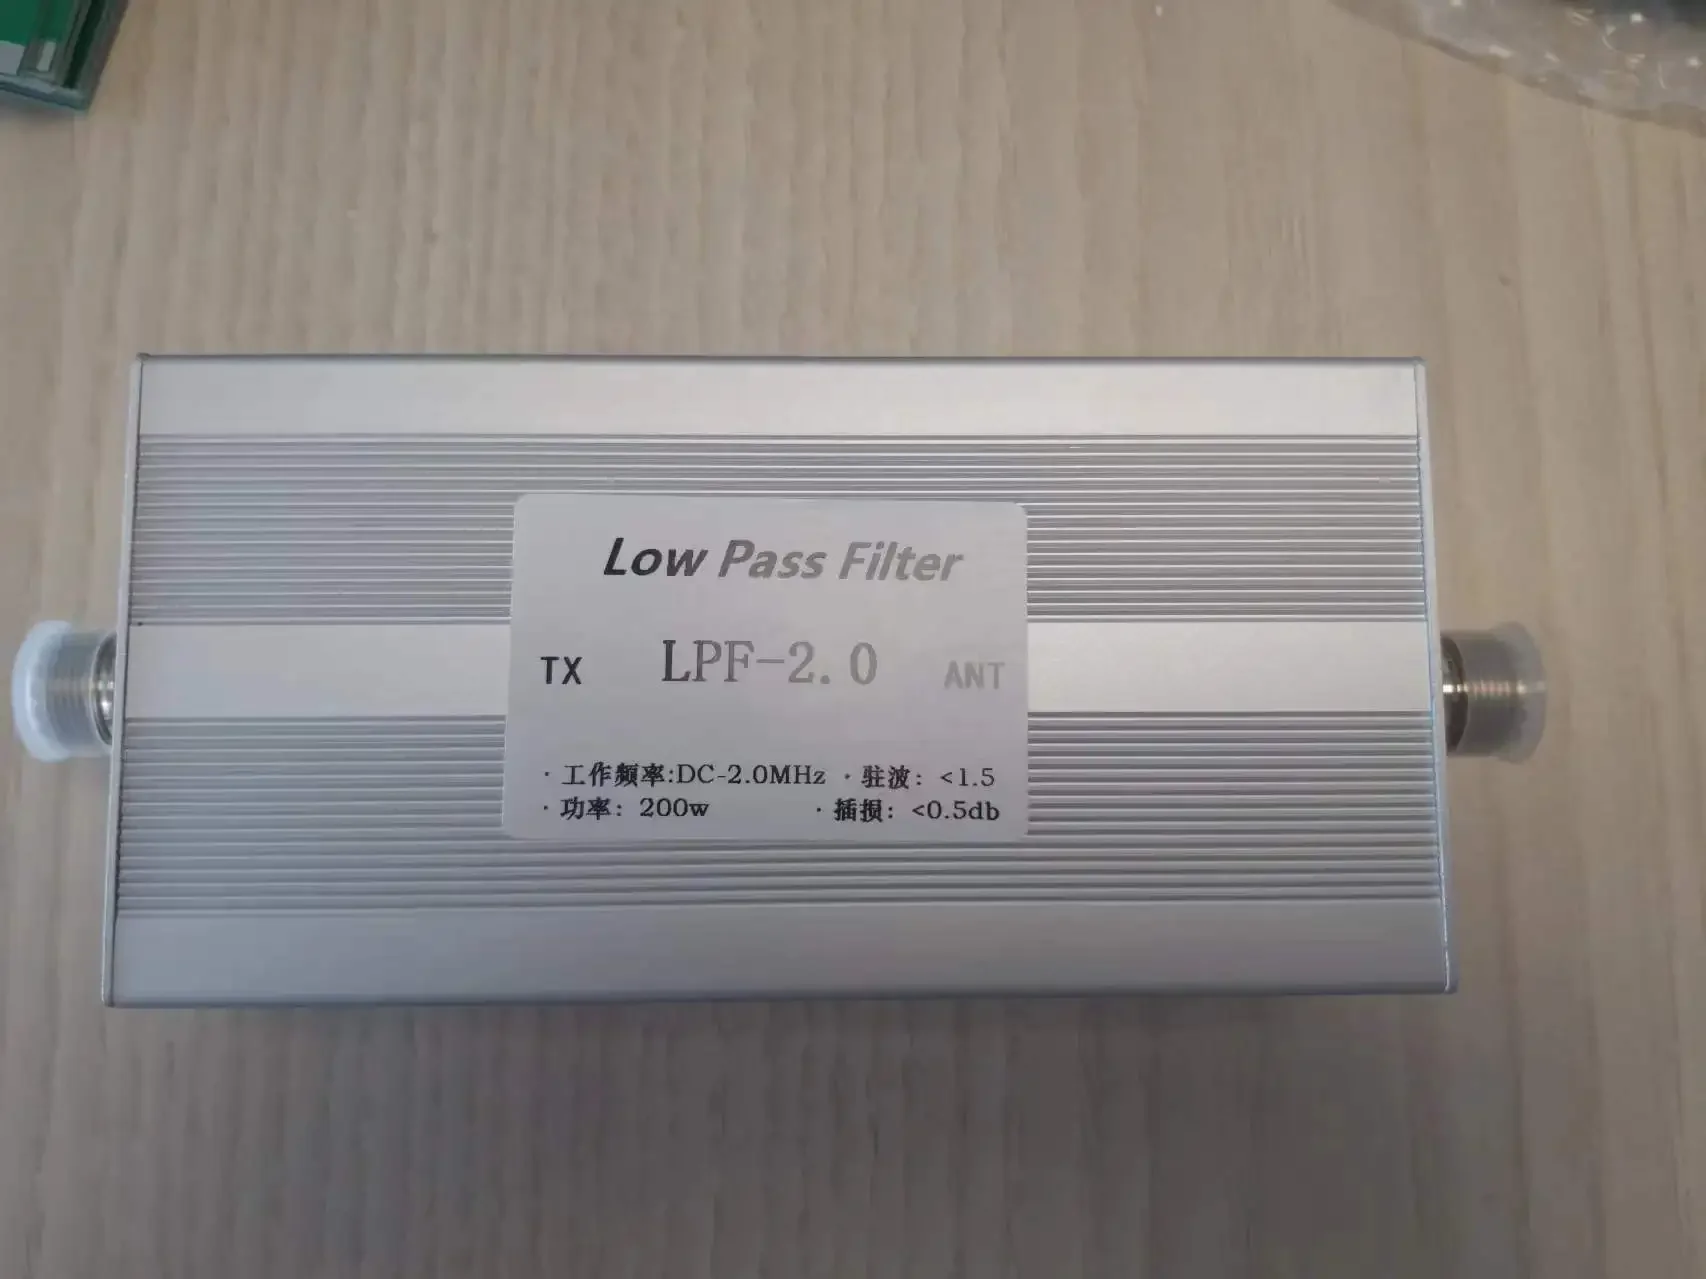 Low Pass Filter
TX LPF-2.0 ANT
· 工作频率:DC-2.0MHz · 驻波: <1.5
· 功率: 200w · 插损: <0.5db